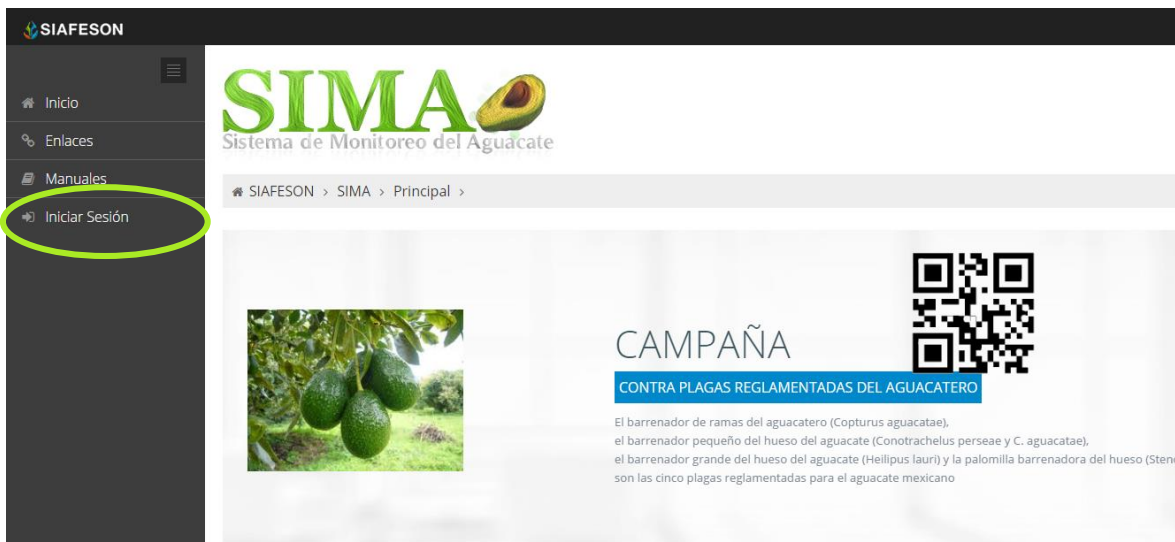 SIAFESON
Inicio
Enlaces
Manuales
Iniciar Sesión
SIMA
Sistema de Monitoreo del Aguacate
SIAFESON > SIMA > Principal >
CAMPAÑA
CONTRA PLAGAS REGLAMENTADAS DEL AGUACATERO
El barrenador de ramas del aguacatero (Copturus aguacatae),
el barrenador pequeño del hueso del aguacate (Conotrachelus perseae y C. aguacatae),
el barrenador grande del hueso del aguacate (Heilipus lauri) y la palomilla barrenadora del hueso (Sten
son las cinco plagas reglamentadas para el aguacate mexicano